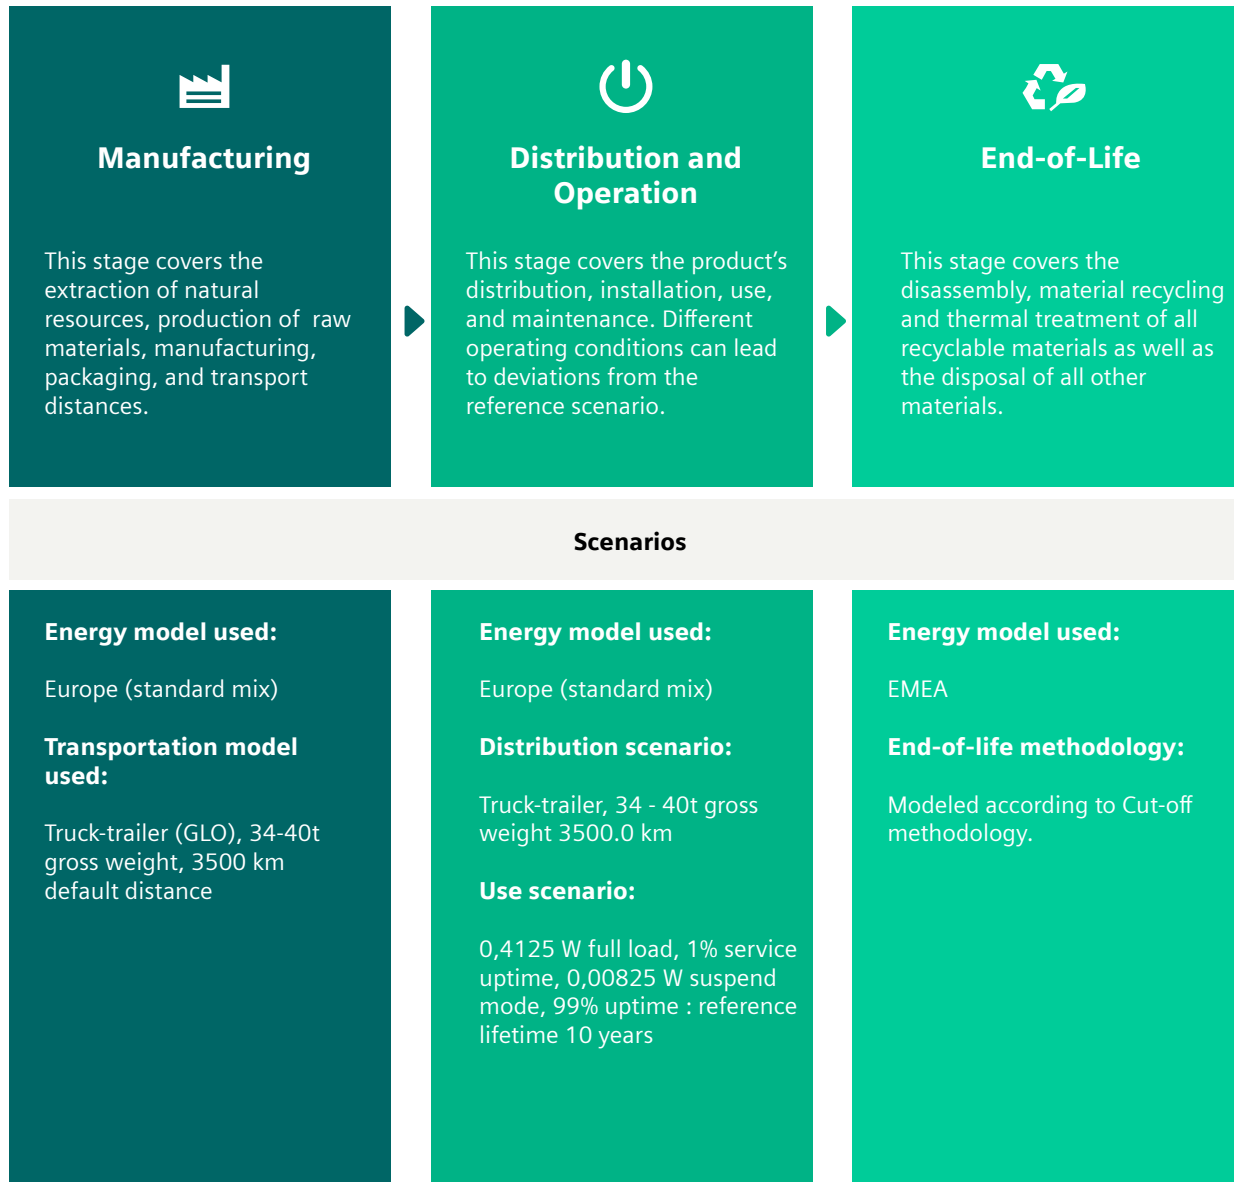 Manufacturing
This stage covers the
extraction of natural
resources, production of  raw
materials, manufacturing,
packaging, and transport
distances.
Distribution and
Operation
This stage covers the product’s
distribution, installation, use,
and maintenance. Different
operating conditions can lead
to deviations from the
reference scenario.
End-of-Life
This stage covers the
disassembly, material recycling
and thermal treatment of all
recyclable materials as well as
the disposal of all other
materials.
Scenarios
Energy model used:
Europe (standard mix)
Transportation model
used:
Truck-trailer (GLO), 34-40t
gross weight, 3500 km
default distance
Energy model used:
Europe (standard mix)
Distribution scenario:
Truck-trailer, 34 - 40t gross
weight 3500.0 km
Use scenario:
0,4125 W full load, 1% service
uptime, 0,00825 W suspend
mode, 99% uptime : reference
lifetime 10 years
Energy model used:
EMEA
End-of-life methodology:
Modeled according to Cut-off
methodology.